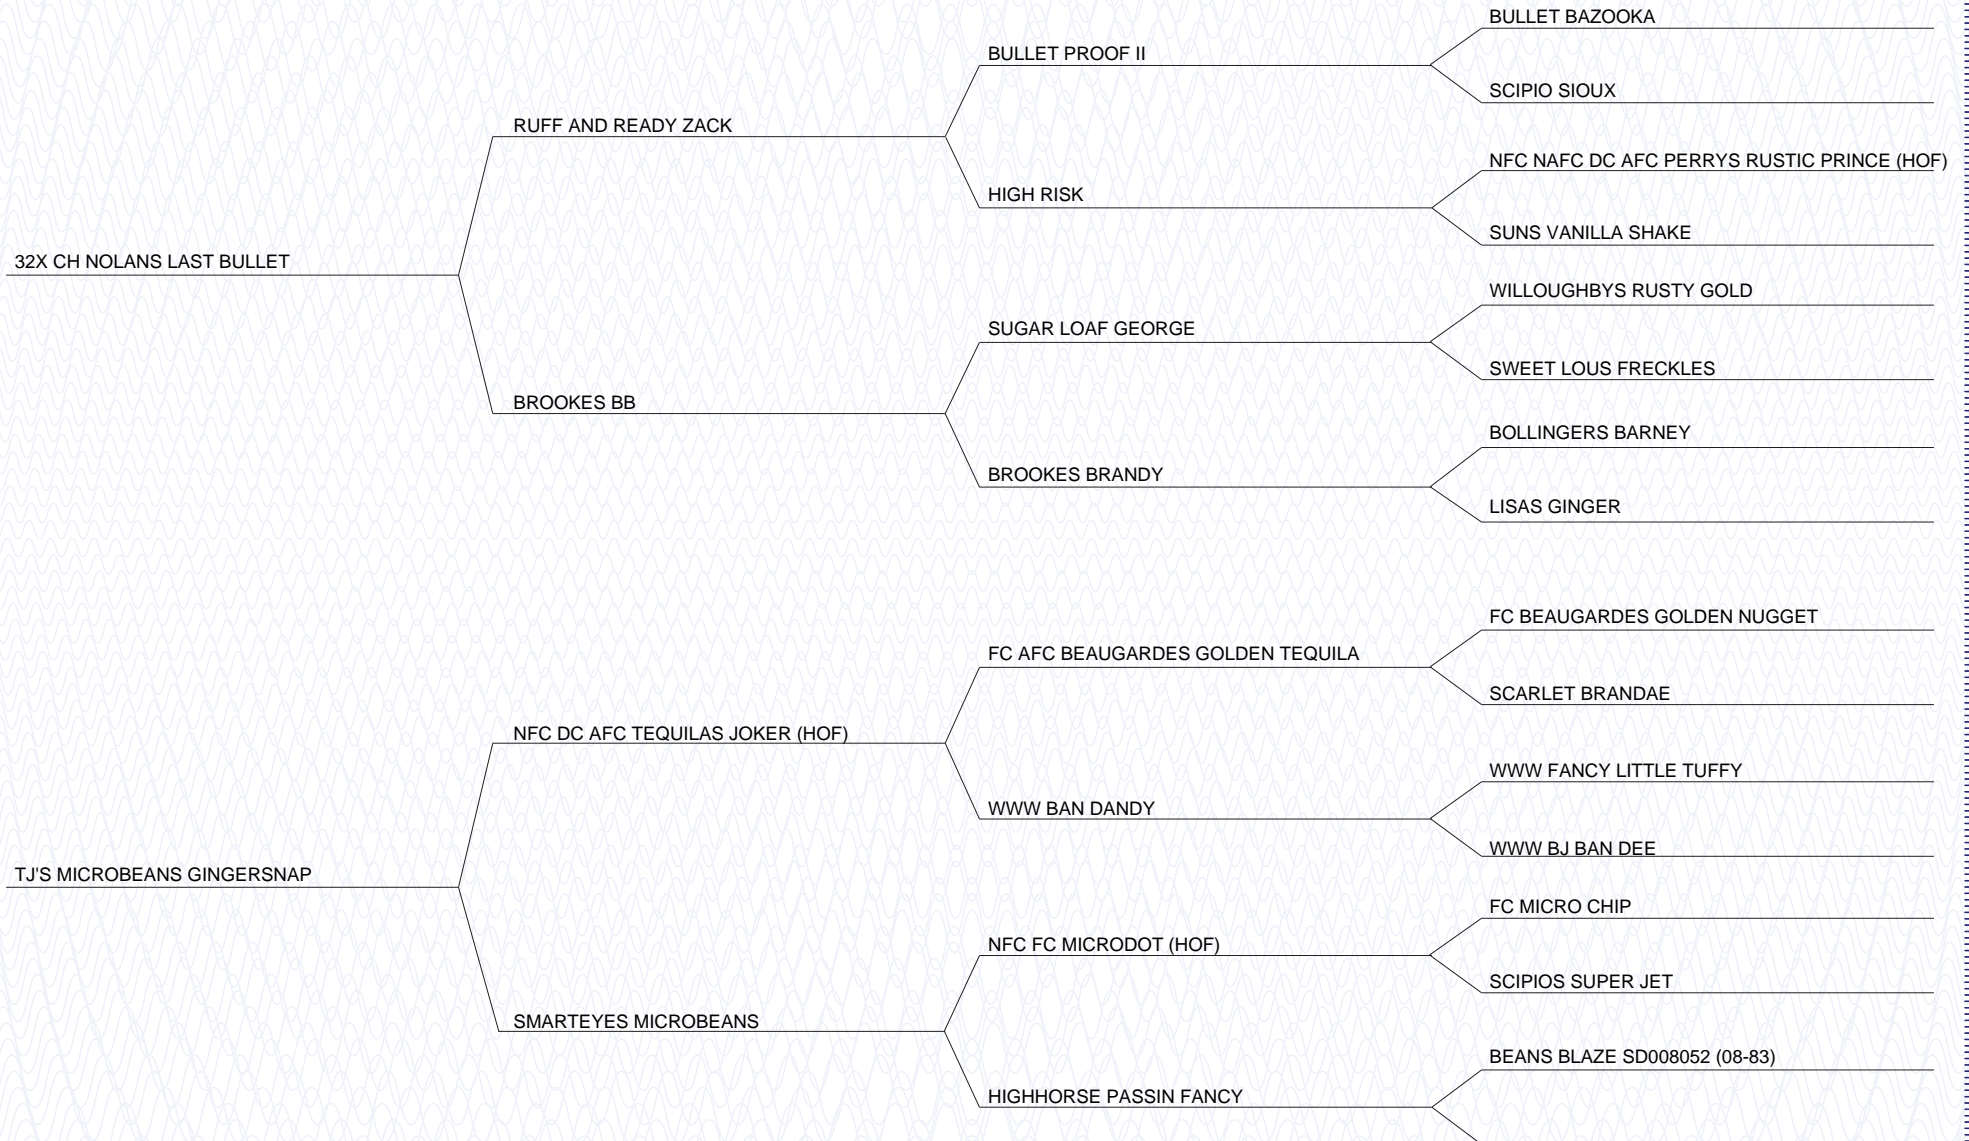 BULLET BAZOOKA
BULLET PROOF II
SCIPIO SIOUX
RUFF AND READY ZACK
NFC NAFC DC AFC PERRYS RUSTIC PRINCE (HOF)
HIGH RISK
SUNS VANILLA SHAKE
32X CH NOLANS LAST BULLET
WILLOUGHBYS RUSTY GOLD
SUGAR LOAF GEORGE
SWEET LOUS FRECKLES
BROOKES BB
BOLLINGERS BARNEY
BROOKES BRANDY
LISAS GINGER
FC BEAUGARDES GOLDEN NUGGET
FC AFC BEAUGARDES GOLDEN TEQUILA
SCARLET BRANDAE
NFC DC AFC TEQUILAS JOKER (HOF)
WWW FANCY LITTLE TUFFY
WWW BAN DANDY
WWW BJ BAN DEE
TJ'S MICROBEANS GINGERSNAP
FC MICRO CHIP
NFC FC MICRODOT (HOF)
SCIPIOS SUPER JET
SMARTEYES MICROBEANS
BEANS BLAZE SD008052 (08-83)
HIGHHORSE PASSIN FANCY